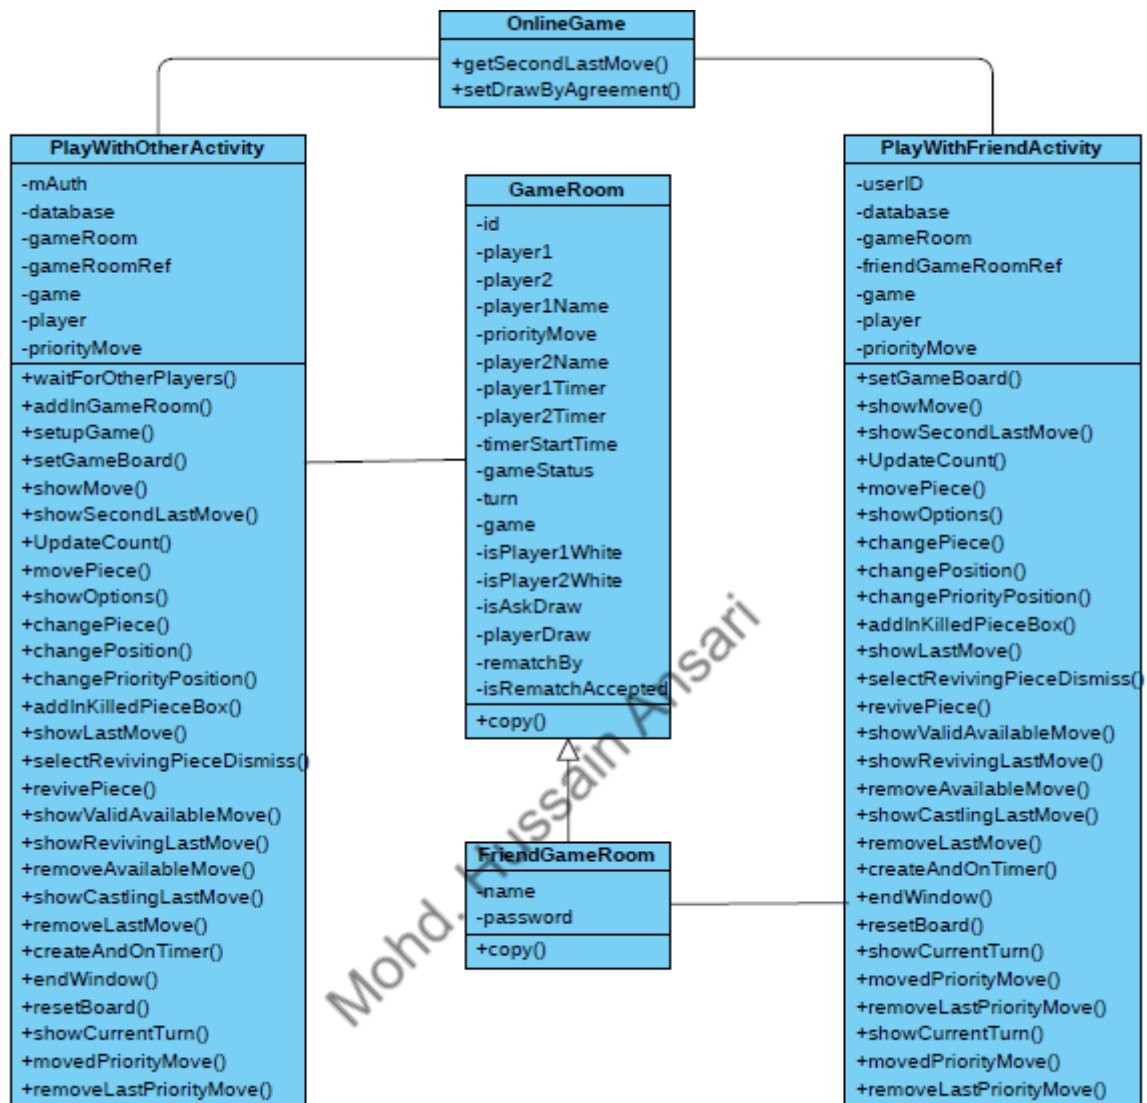 OnlineGame
+getSecondLastMove()
+setDrawByAgreement()
PlayWithOtherActivity
-mAuth
-database
-gameRoom
-gameRoomRef
-game
-player
-priorityMove
+waitForOtherPlayers()
+addInGameRoom()
+setupGame()
+setGameBoard()
+showMove()
+showSecondLastMove()
+UpdateCount()
+movePiece()
+showOptions()
+changePiece()
+changePosition()
+changePriorityPosition()
+addInKilledPieceBox()
+showLastMove()
+selectRevivingPieceDismiss()
+revivePiece()
+showValidAvailableMove()
+showRevivingLastMove()
+removeAvailableMove()
+showCastlingLastMove()
+removeLastMove()
+createAndOnTimer()
+endWindow()
+resetBoard()
+showCurrentTurn()
+movedPriorityMove()
+removeLastPriorityMove()
GameRoom
-id
-player1
-player2
-player1Name
-priorityMove
-player2Name
-player1Timer
-player2Timer
-timerStartTime
-gameStatus
-turn
-game
-isPlayer1White
-isPlayer2White
-isAskDraw
-playerDraw
-rematchBy
-isRematchAccepted
+copy()
FriendGameRoom
-name
-password
+copy()
PlayWithFriendActivity
-userID
-database
-gameRoom
-friendGameRoomRef
-game
-player
-priorityMove
+setGameBoard()
+showMove()
+showSecondLastMove()
+UpdateCount()
+movePiece()
+showOptions()
+changePiece()
+changePosition()
+changePriorityPosition()
+addInKilledPieceBox()
+showLastMove()
+selectRevivingPieceDismiss()
+revivePiece()
+showValidAvailableMove()
+showRevivingLastMove()
+removeAvailableMove()
+showCastlingLastMove()
+removeLastMove()
+createAndOnTimer()
+endWindow()
+resetBoard()
+showCurrentTurn()
+movedPriorityMove()
+removeLastPriorityMove()
+showCurrentTurn()
+movedPriorityMove()
+removeLastPriorityMove()
Mohd. Hussain Ansari